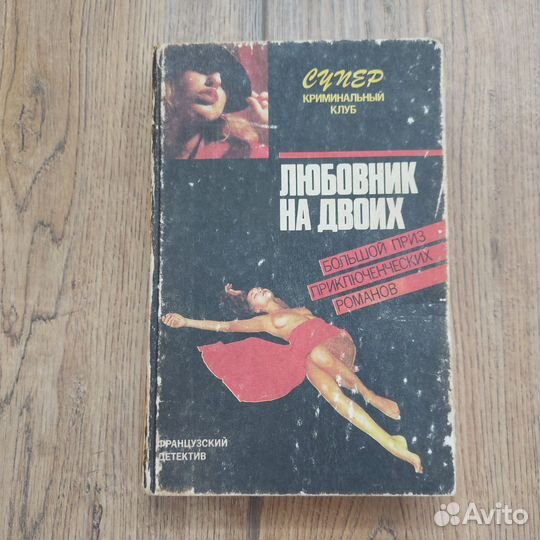 СУПЕР
КРИМИНАЛЬНЫЙ
КЛУБ
ЛЮБОВНИК
НА ДВОИХ
БОЛЬШОЙ ПРИЗ
ПРИКЛЮЧЕНЧЕСКИХ
РОМАНОВ
ФРАНЦУЗСКИЙ
ДЕТЕКТИВ
Avito